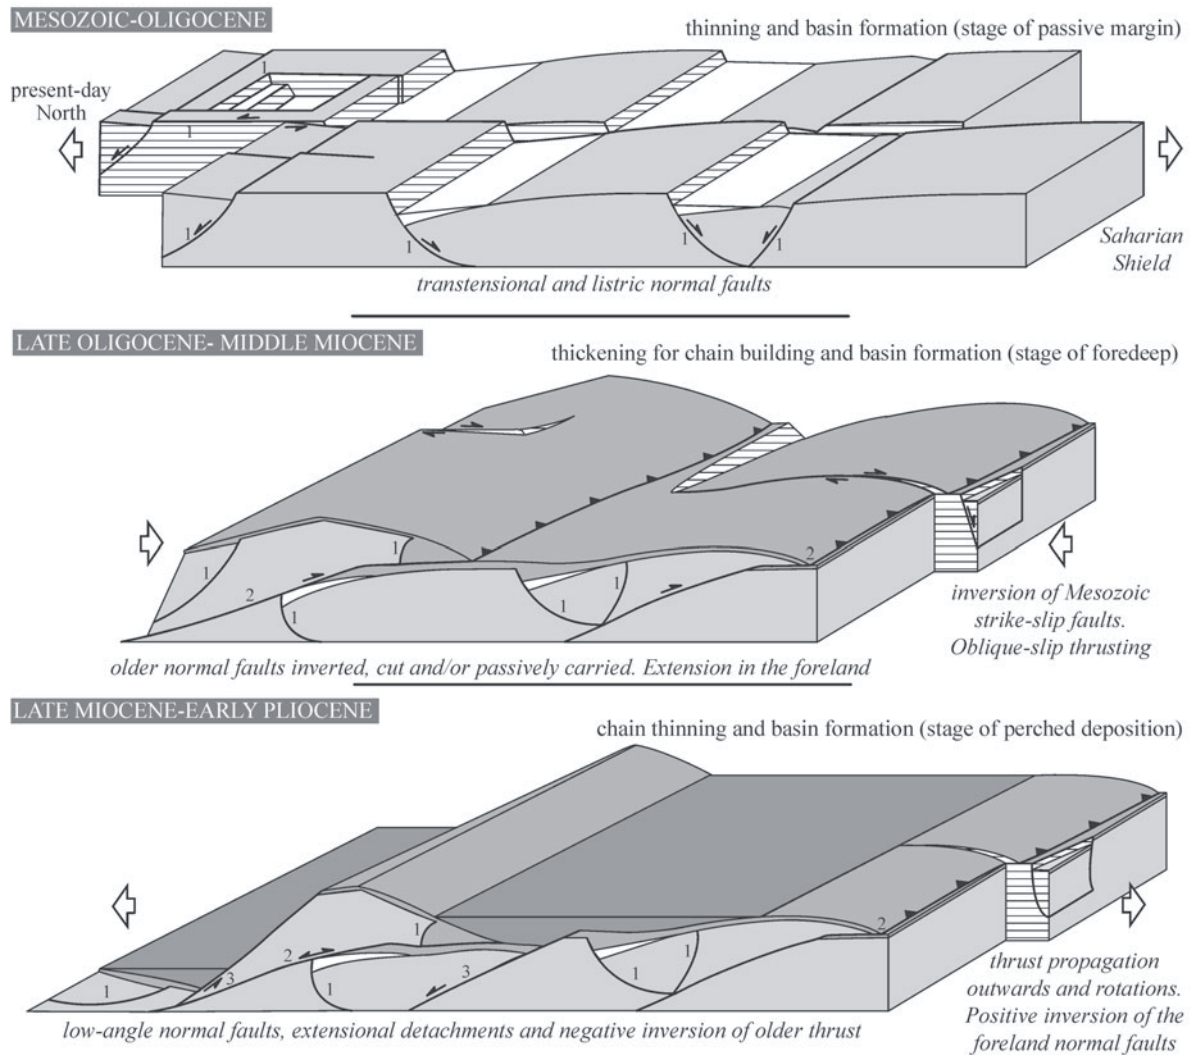 MESOZOIC-OLIGOCENE
thinning and basin formation (stage of passive margin)
present-day
North
1
1
1
1
1
1
Saharian
Shield
transtensional and listric normal faults
LATE OLIGOCENE- MIDDLE MIOCENE
thickening for chain building and basin formation (stage of foredeep)
1
1
2
2
1
1
1
inversion of Mesozoic
strike-slip faults.
Oblique-slip thrusting
older normal faults inverted, cut and/or passively carried. Extension in the foreland
LATE MIOCENE-EARLY PLIOCENE
chain thinning and basin formation (stage of perched deposition)
1
2
2
1
3
3
1
1
1
thrust propagation
outwards and rotations.
Positive inversion of the
foreland normal faults
low-angle normal faults, extensional detachments and negative inversion of older thrust